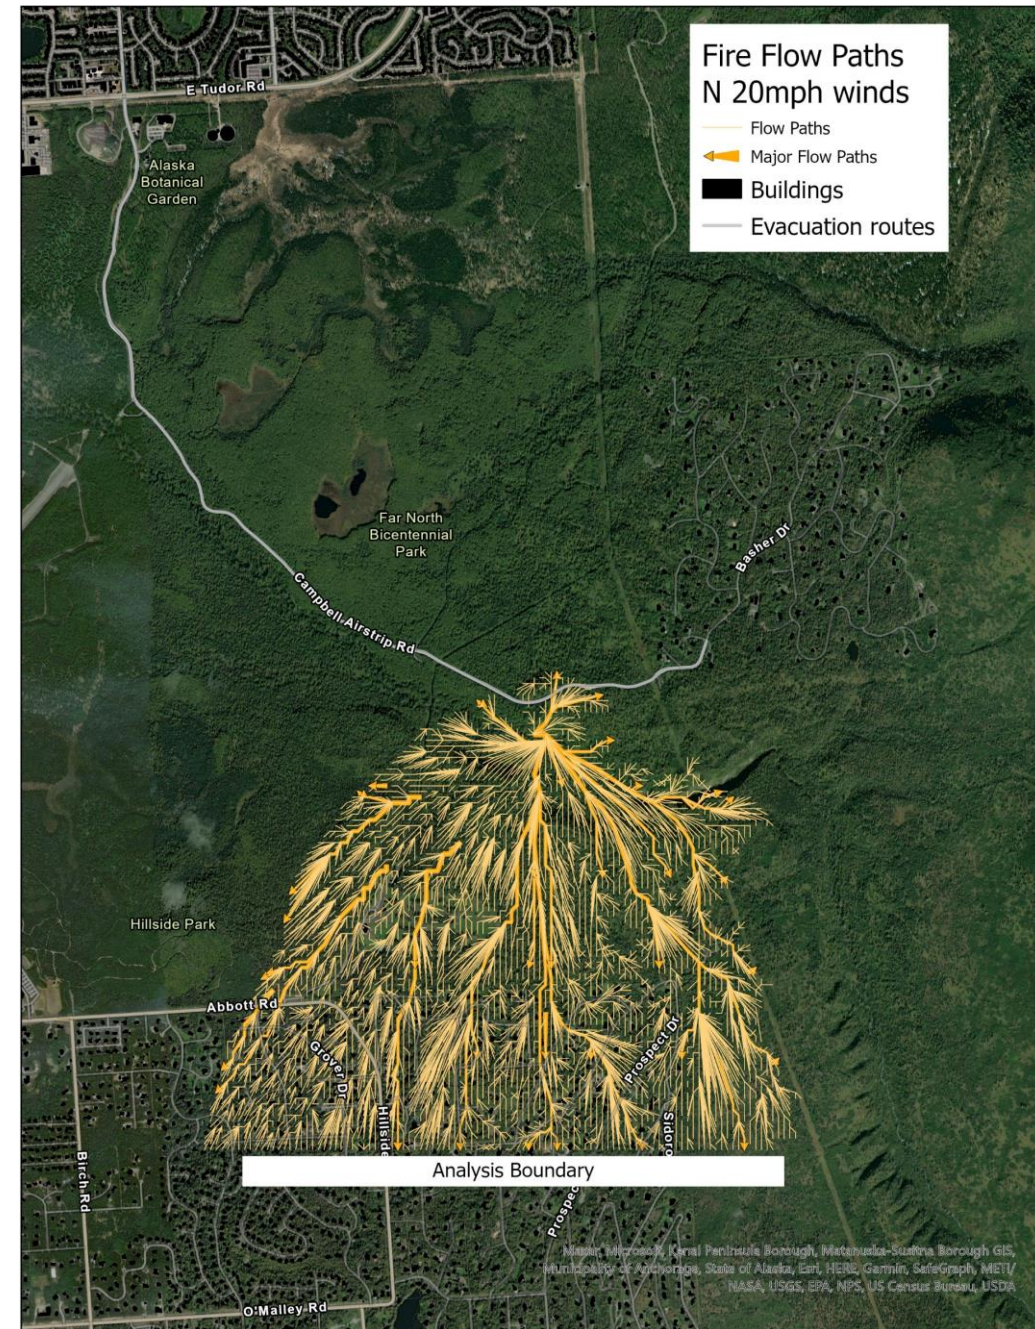 Fire Flow Paths
N 20mph winds
Flow Paths
Major Flow Paths
Buildings
Evacuation routes
E Tudor Rd
Alaska
Botanical
Garden
Far North
Bicentennial
Park
Basher Dr
Campbell Airstrip Rd
Hillside Park
Abbott Rd
Grover Dr
Prospect Dr
Hillside
Sidoro
Birch Rd
Analysis Boundary
Prospec
O'Malley Rd
Maxar, Microsoft, Kenai Peninsula Borough, Matanuska-Susitna Borough GIS,
Municipality of Anchorage, State of Alaska, Esri, HERE, Garmin, SafeGraph, METI/
NASA, USGS, EPA, NPS, US Census Bureau, USDA